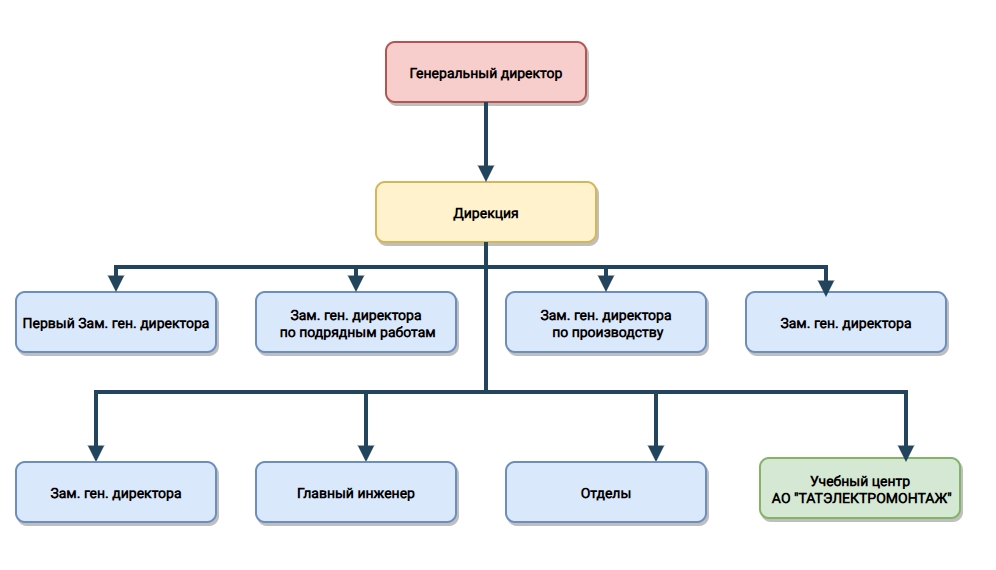 Генеральный директор
Дирекция
Первый Зам. ген. директора
Зам. ген. директора
по подрядным работам
Зам. ген. директора
по производству
Зам. ген. директора
Зам. ген. директора
Главный инженер
Отделы
Учебный центр
АО "ТАТЭЛЕКТРОМОНТАЖ"